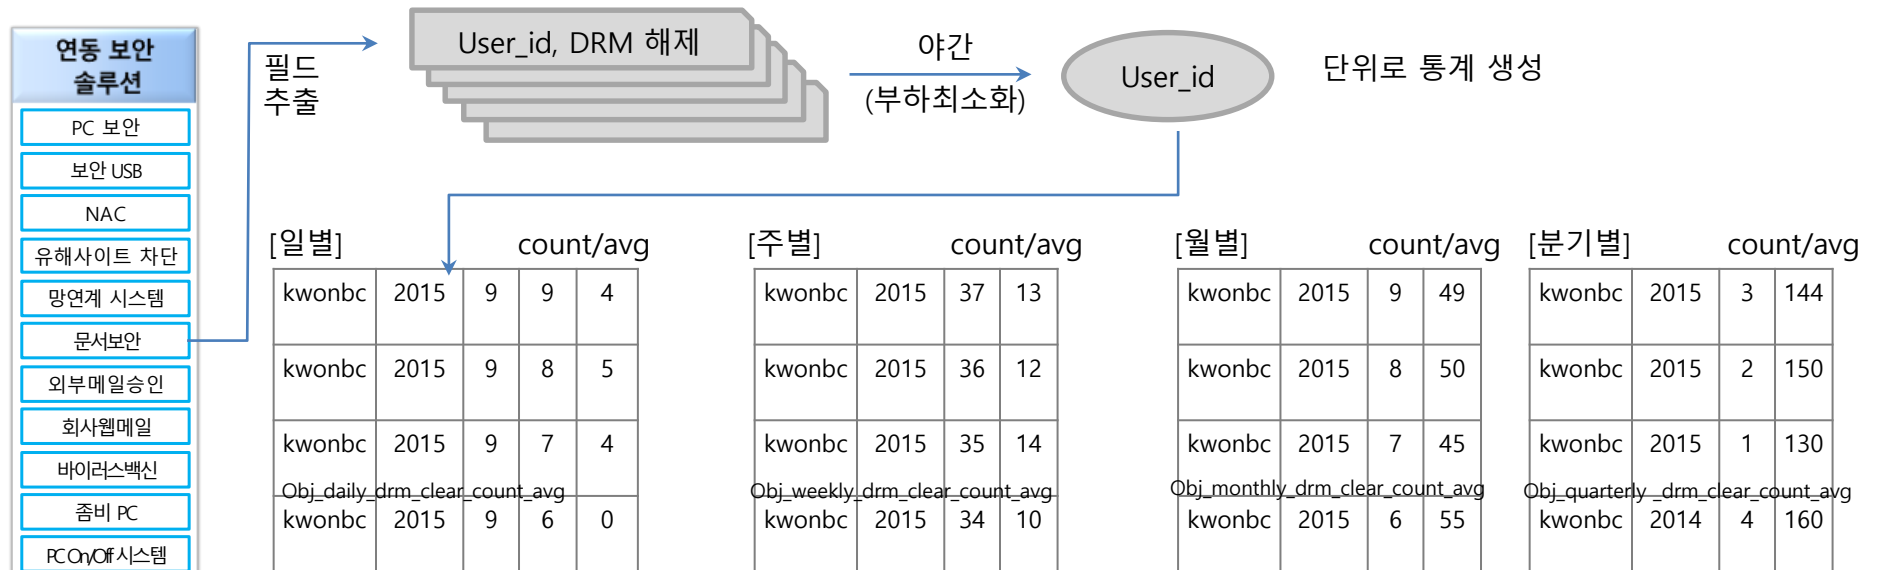 연동 보안
솔루션
PC 보안
보안 USB
NAC
유해사이트 차단
망연계 시스템
문서보안
외부메일승인
회사웹메일
바이러스백신
좀비 PC
PC On/Off 시스템
필드
추출
User_id, DRM 해제
야간
(부하최소화)
User_id
단위로 통계 생성
[일별] count/avg
kwonbc 2015 9 9 4
kwonbc 2015 9 8 5
kwonbc 2015 9 7 4
Obj_daily_drm_clear_count_avg
kwonbc 2015 9 6 0
[주별] count/avg
kwonbc 2015 37 13
kwonbc 2015 36 12
kwonbc 2015 35 14
Obj_weekly_drm_clear_count_avg
kwonbc 2015 34 10
[월별] count/avg
kwonbc 2015 9 49
kwonbc 2015 8 50
kwonbc 2015 7 45
Obj_monthly_drm_clear_count_avg
kwonbc 2015 6 55
[분기별] count/avg
kwonbc 2015 3 144
kwonbc 2015 2 150
kwonbc 2015 1 130
Obj_quarterly _drm_clear_count_avg
kwonbc 2014 4 160